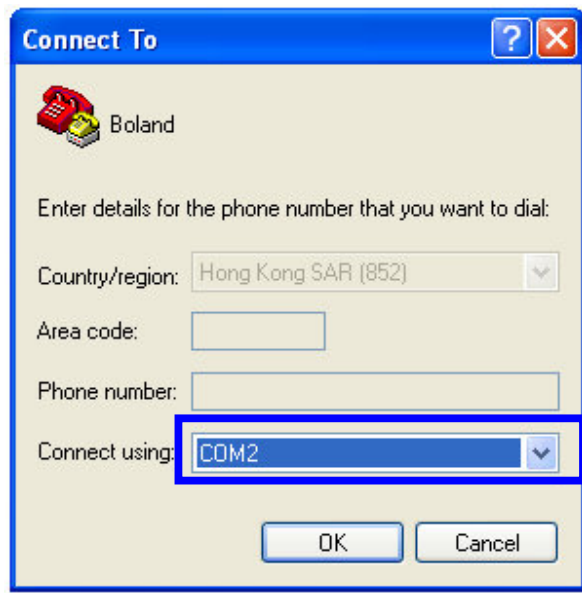 Connect To
?
Boland
Enter details for the phone number that you want to dial:
Country/region: Hong Kong SAR (852)
Area code:
Phone number:
Connect using: COM2
OK Cancel